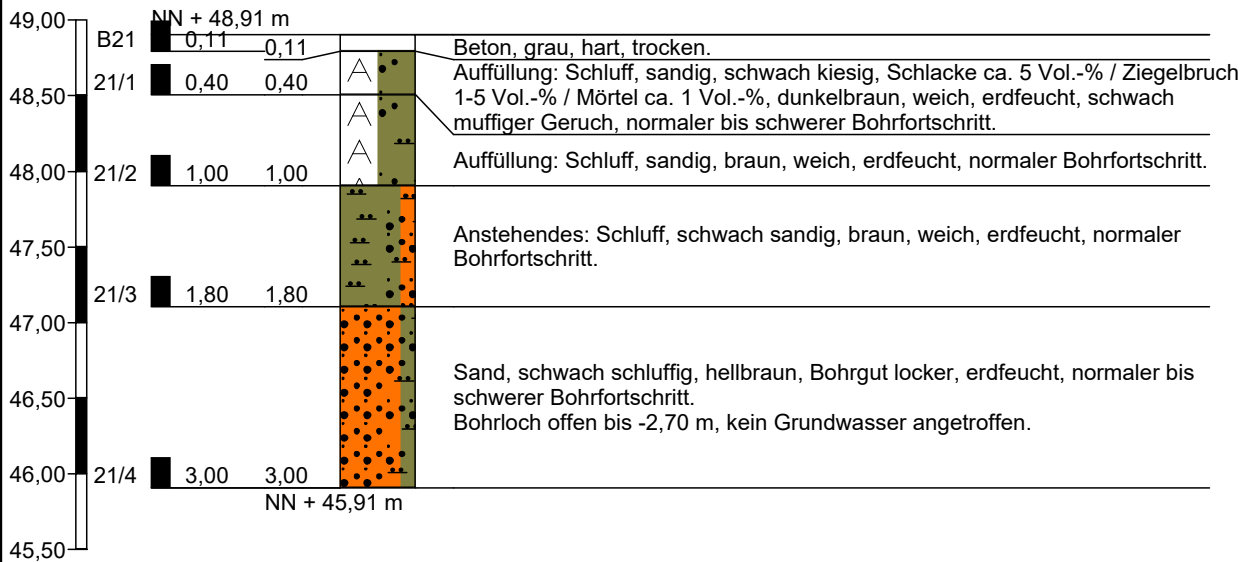 49,00
NN + 48,91 m
B21 0,11 0,11 Beton, grau, hart, trocken.
21/1 0,40 0,40 A Auffüllung: Schluff, sandig, schwach kiesig, Schlacke ca. 5 Vol.-% / Ziegelbruch
48,50 A 1-5 Vol.-% / Mörtel ca. 1 Vol.-%, dunkelbraun, weich, erdfeucht, schwach
muffiger Geruch, normaler bis schwerer Bohrfortschritt.
48,00 21/2 1,00 1,00 A Auffüllung: Schluff, sandig, braun, weich, erdfeucht, normaler Bohrfortschritt.
47,50 Anstehendes: Schluff, schwach sandig, braun, weich, erdfeucht, normaler
Bohrfortschritt.
21/3 1,80 1,80
47,00
46,50 Sand, schwach schluffig, hellbraun, Bohrgut locker, erdfeucht, normaler bis
schwerer Bohrfortschritt.
Bohrloch offen bis -2,70 m, kein Grundwasser angetroffen.
46,00 21/4 3,00 3,00
NN + 45,91 m
45,50